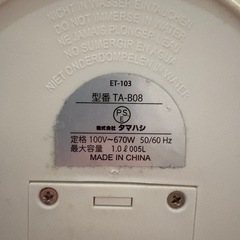 NICHT IN WASSER EINTAUCHEN
DO NOT IMMERSE IN WATER
NE JAMAIS PLONGER DANS L'EAU
NO SUMERGIR EN AGUA
NIET ONDERDOMPELEN IN WATER
ET-103
型番 TA-B08
PS
E
株式会社 タマハシ
定格 100V～670W 50/60 Hz
最大容量 1.0ℓ 005L
MADE IN CHINA